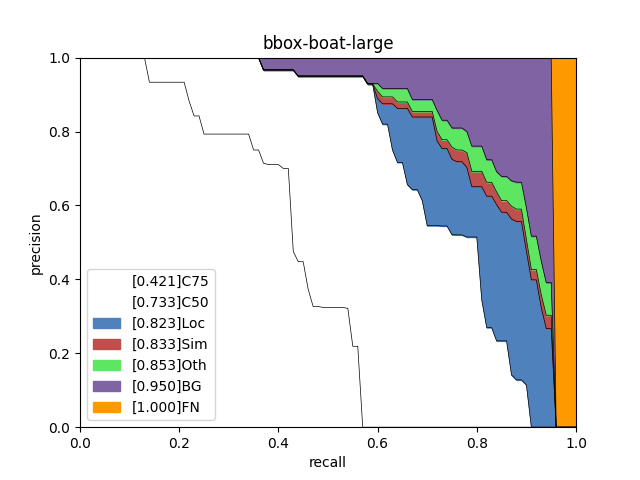 bbox-boat-large
precision
1.0
0.8
0.6
0.4
0.2
0.0
[0.421]C75
[0.733]C50
[0.823]Loc
[0.833]Sim
[0.853]Oth
[0.950]BG
[1.000]FN
0.0 0.2 0.4 0.6 0.8 1.0
recall